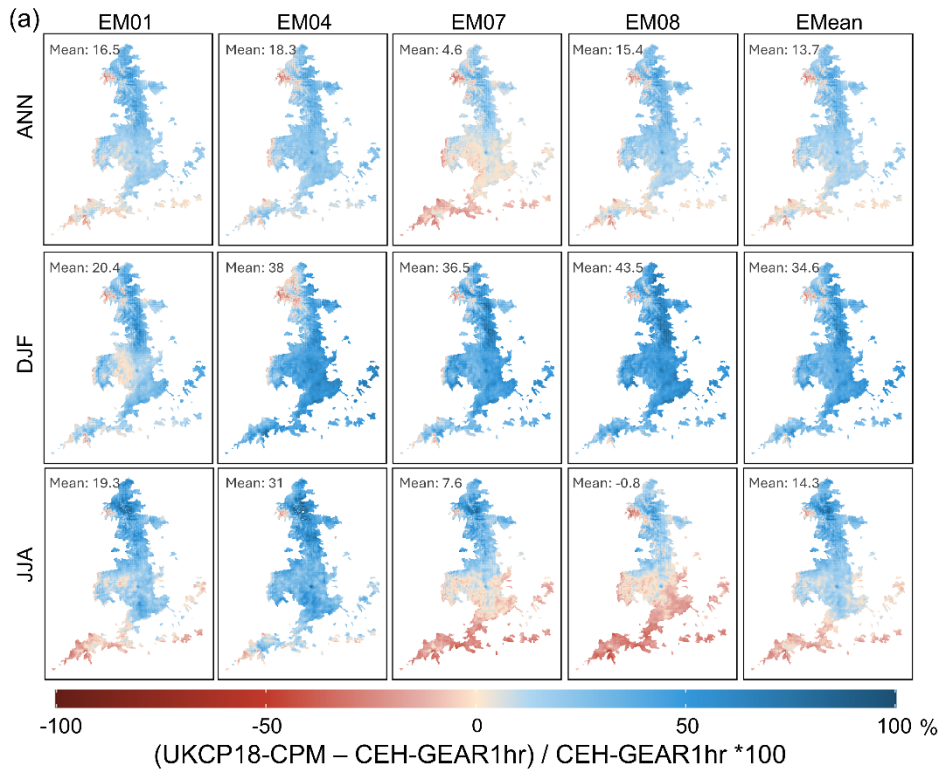 (a)
EM01 EM04 EM07 EM08 EMean
ANN
Mean: 16.5 Mean: 18.3 Mean: 4.6 Mean: 15.4 Mean: 13.7
DJF
Mean: 20.4 Mean: 38 Mean: 36.5 Mean: 43.5 Mean: 34.6
JJA
Mean: 19.3 Mean: 31 Mean: 7.6 Mean: -0.8 Mean: 14.3
-100 -50 0 50 100 %
(UKCP18-CPM – CEH-GEAR1hr) / CEH-GEAR1hr *100